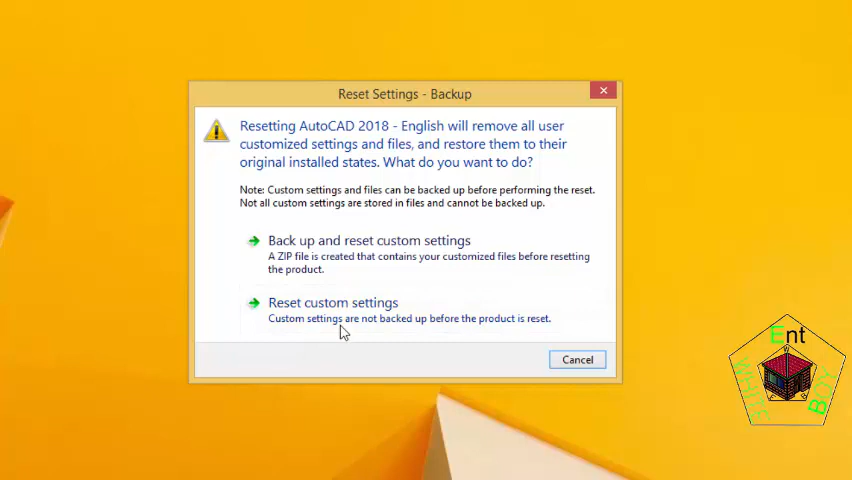 Reset Settings - Backup
Resetting AutoCAD 2018 - English will remove all user
customized settings and files, and restore them to their
original installed states. What do you want to do?
Note: Custom settings and files can be backed up before performing the reset.
Not all custom settings are stored in files and cannot be backed up.
Back up and reset custom settings
A ZIP file is created that contains your customized files before resetting
the product.
Reset custom settings
Custom settings are not backed up before the product is reset.
Cancel
Ent
WHITE
BOY